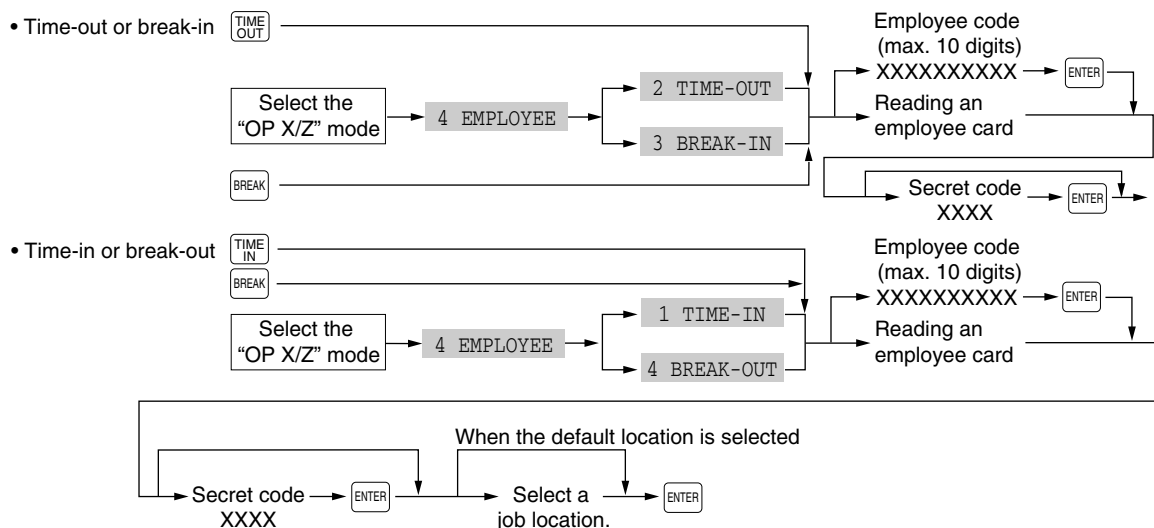 • Time-out or break-in
TIME
OUT
Employee code
(max. 10 digits)
XXXXXXXXXX
ENTER
Select the
“OP X/Z” mode
4 EMPLOYEE
2 TIME-OUT
3 BREAK-IN
Reading an
employee card
BREAK
Secret code
XXXX
ENTER
• Time-in or break-out
TIME
IN
BREAK
Employee code
(max. 10 digits)
XXXXXXXXXX
ENTER
Select the
“OP X/Z” mode
4 EMPLOYEE
1 TIME-IN
4 BREAK-OUT
Reading an
employee card
When the default location is selected
Secret code
XXXX
ENTER
Select a
job location.
ENTER